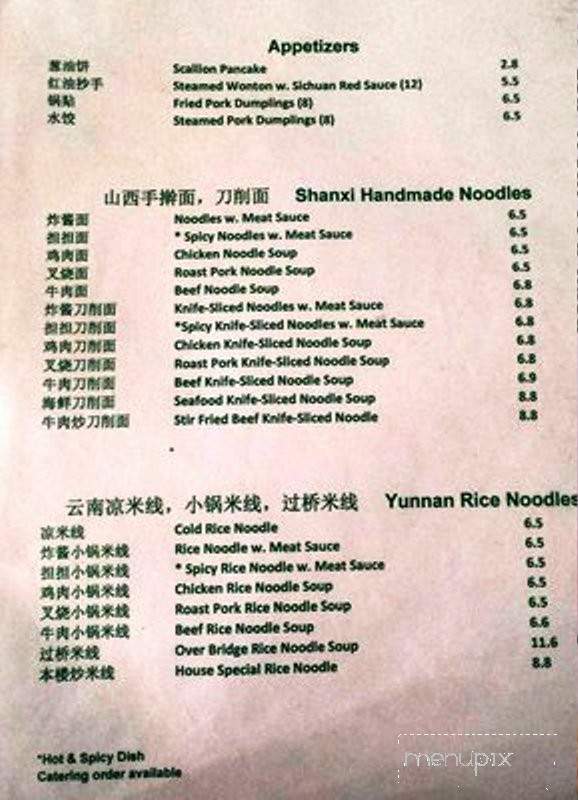 Appetizers
葱油饼 Scallion Pancake 2.8
红油抄手 Steamed Wonton w. Sichuan Red Sauce (12) 5.5
锅贴 Fried Pork Dumplings (8) 6.5
水饺 Steamed Pork Dumplings (8) 6.5
山西手擀面，刀削面 Shanxi Handmade Noodles
炸酱面 Noodles w. Meat Sauce 6.5
担担面 * Spicy Noodles w. Meat Sauce 6.5
鸡肉面 Chicken Noodle Soup 6.5
叉烧面 Roast Pork Noodle Soup 6.5
牛肉面 Beef Noodle Soup 6.8
炸酱刀削面 Knife-Sliced Noodles w. Meat Sauce 6.8
担担刀削面 *Spicy Knife-Sliced Noodles w. Meat Sauce 6.8
鸡肉刀削面 Chicken Knife-Sliced Noodle Soup 6.8
叉烧刀削面 Roast Pork Knife-Sliced Noodle Soup 6.8
牛肉刀削面 Beef Knife-Sliced Noodle Soup 6.9
海鲜刀削面 Seafood Knife-Sliced Noodle Soup 8.8
牛肉炒刀削面 Stir Fried Beef Knife-Sliced Noodle 8.8
云南凉米线，小锅米线，过桥米线 Yunnan Rice Noodles
凉米线 Cold Rice Noodle 6.5
炸酱小锅米线 Rice Noodle w. Meat Sauce 6.5
担担小锅米线 * Spicy Rice Noodle w. Meat Sauce 6.5
鸡肉小锅米线 Chicken Rice Noodle Soup 6.5
叉烧小锅米线 Roast Pork Rice Noodle Soup 6.5
牛肉小锅米线 Beef Rice Noodle Soup 6.6
过桥米线 Over Bridge Rice Noodle Soup 11.6
本楼炒米线 House Special Rice Noodle 8.8
*Hot & Spicy Dish
Catering order available
menupix